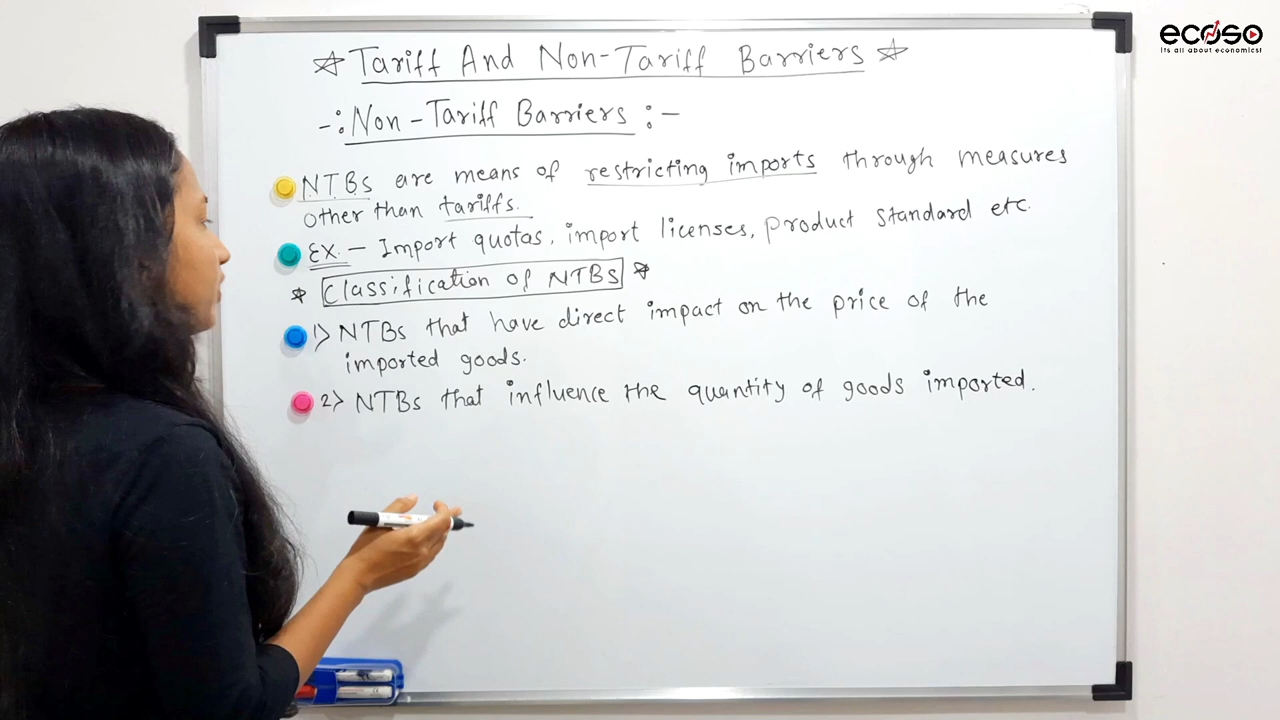 ecoso
its all about economics!
☆ Tariff And Non-Tariff Barriers ☆
-: Non-Tariff Barriers :-
NTBs are means of restricting imports through measures
other than tariffs.
Ex. - Import quotas, import licenses, product standard etc.
* Classification of NTBs *
1> NTBs that have direct impact on the price of the
imported goods.
2> NTBs that influence the quantity of goods imported.